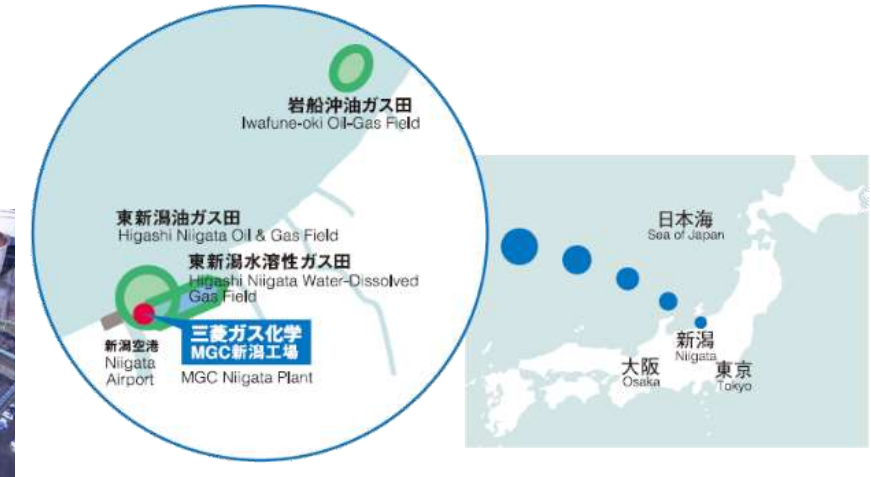 岩船沖油ガス田
Iwafune-oki Oil-Gas Field
東新潟油ガス田
Higashi Niigata Oil & Gas Field
東新潟水溶性ガス田
Higashi Niigata Water-Dissolved
Gas Field
三菱ガス化学
MGC新潟工場
MGC Niigata Plant
新潟空港
Niigata
Airport
日本海
Sea of Japan
新潟
Niigata
大阪
Osaka
東京
Tokyo